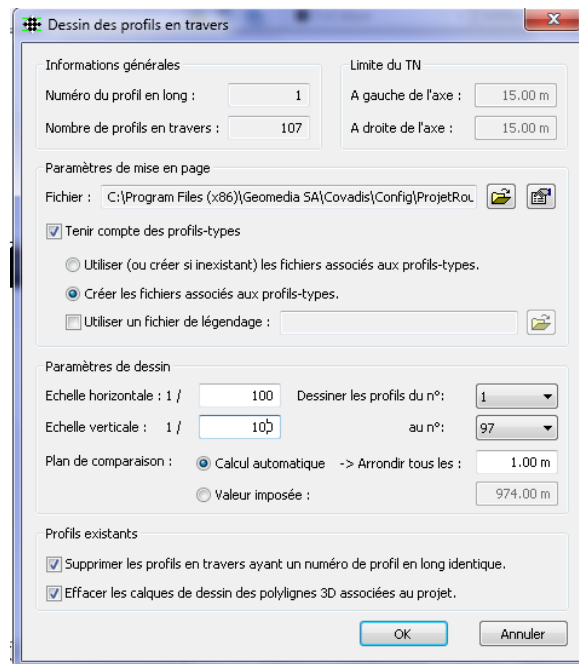 Dessin des profils en travers
Informations générales
Limite du TN
Numéro du profil en long : 1
A gauche de l'axe : 15.00 m
Nombre de profils en travers : 107
A droite de l'axe : 15.00 m
Paramètres de mise en page
Fichier : C:\Program Files (x86)\Geomedia SA\Covadis\Config\ProjetRou
Tenir compte des profils-types
Utiliser (ou créer si inexistant) les fichiers associés aux profils-types.
Créer les fichiers associés aux profils-types.
Utiliser un fichier de légendage :
Paramètres de dessin
Echelle horizontale : 1 / 100 Dessiner les profils du n°: 1
Echelle verticale : 1 / 100 au n°: 97
Plan de comparaison : Calcul automatique -> Arrondir tous les : 1.00 m
Valeur imposée : 974.00 m
Profils existants
Supprimer les profils en travers ayant un numéro de profil en long identique.
Effacer les calques de dessin des polylignes 3D associées au projet.
OK Annuler